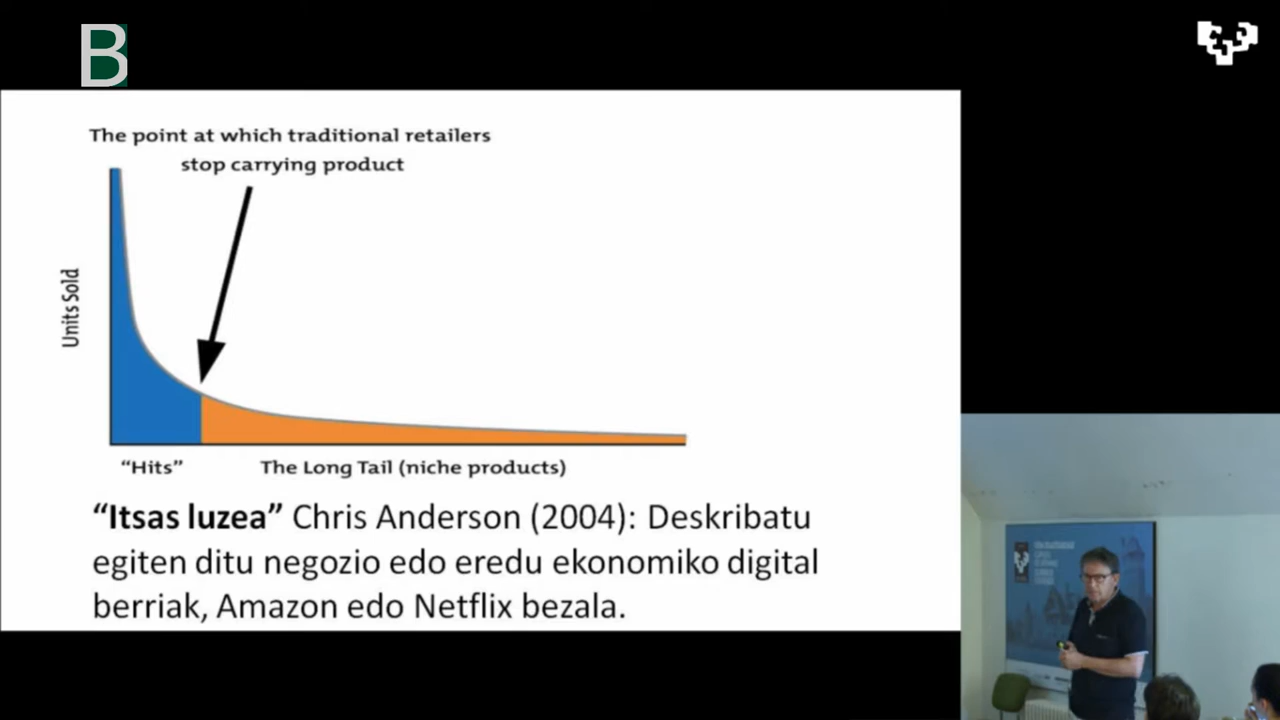 B
The point at which traditional retailers
stop carrying product
Units Sold
“Hits”
The Long Tail (niche products)
“Itsas luzea” Chris Anderson (2004): Deskribatu
egiten ditu negozio edo eredu ekonomiko digital
berriak, Amazon edo Netflix bezala.